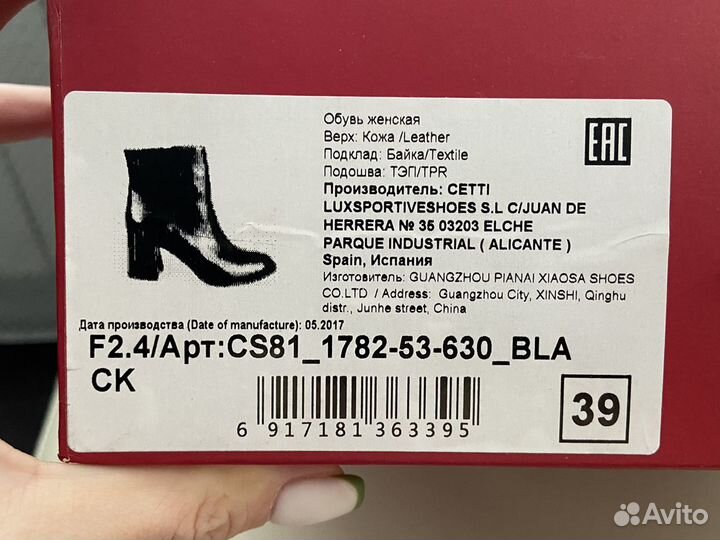 Обувь женская
Верх: Кожа /Leather
Подклад: Байка/Textile
Подошва: ТЭП/TPR
Производитель: CETTI
LUXSPORTIVESHOES S.L C/JUAN DE
HERRERA № 35 03203 ELCHE
PARQUE INDUSTRIAL ( ALICANTE )
Spain, Испания
Изготовитель: GUANGZHOU PIANAI XIAOSA SHOES
CO.LTD / Address: Guangzhou City, XINSHI, Qinghu
distr., Junhe street, China
EAC
Дата производства (Date of manufacture): 05.2017
F2.4/Арт:CS81_1782-53-630_BLA
CK
6 917181 363395
39
Avito